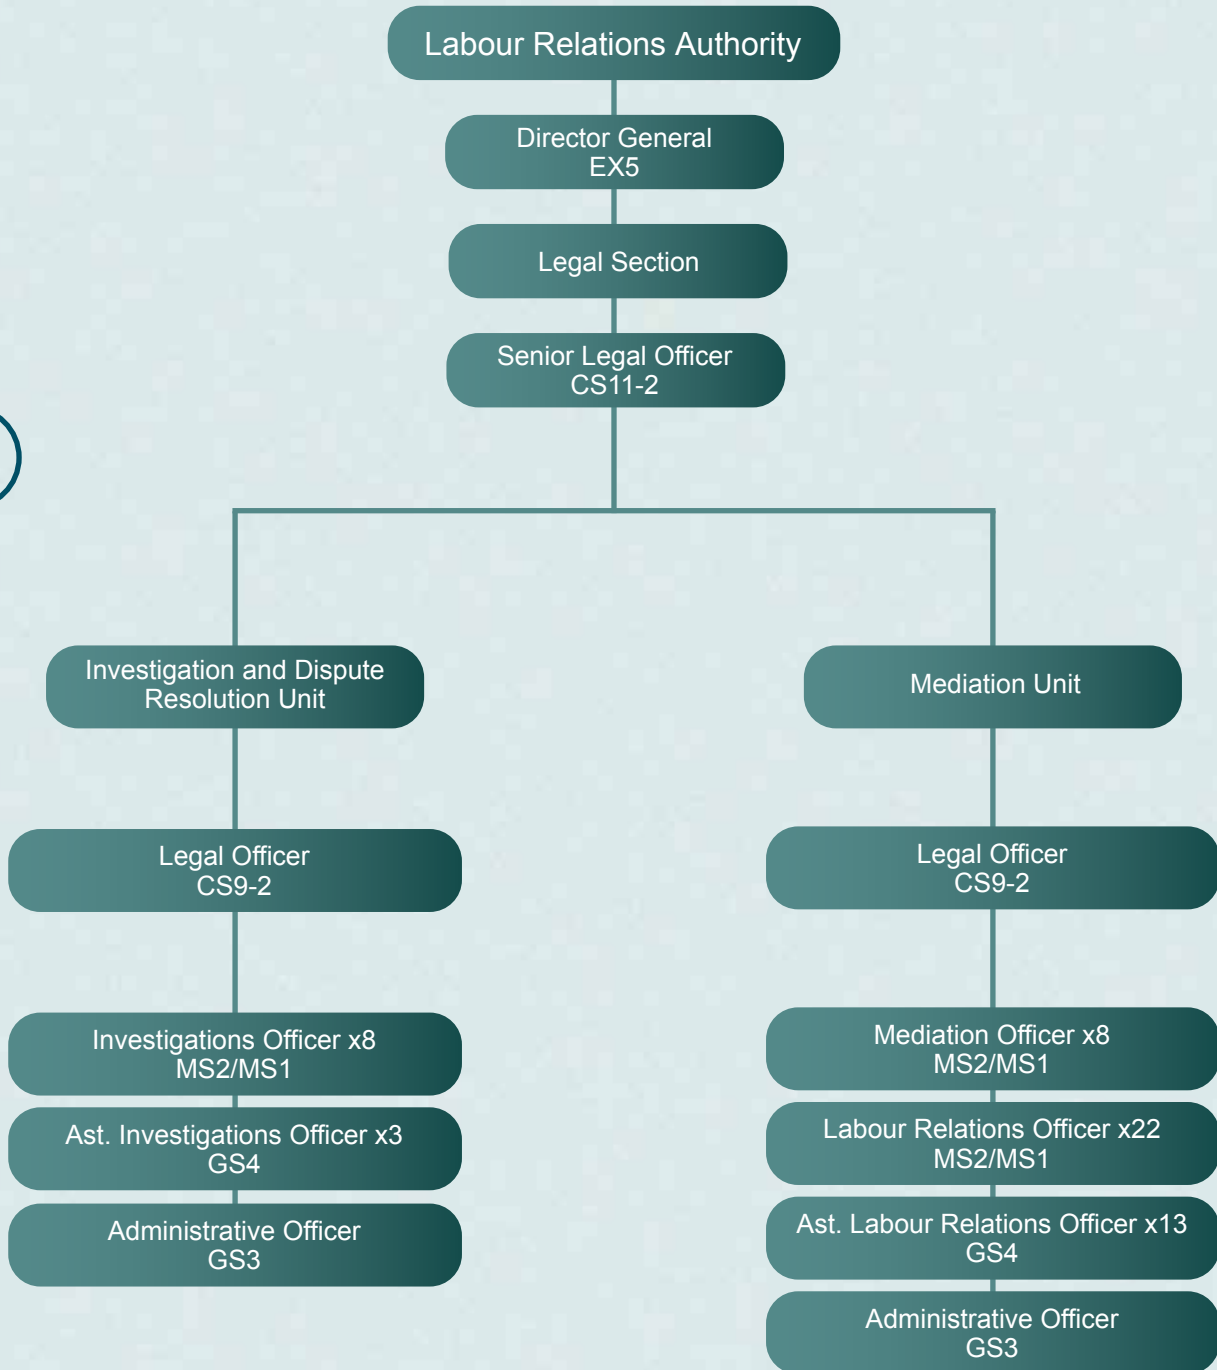 Labour Relations Authority
Director General
EX5
Legal Section
Senior Legal Officer
CS11-2
Investigation and Dispute
Resolution Unit
Legal Officer
CS9-2
Investigations Officer x8
MS2/MS1
Ast. Investigations Officer x3
GS4
Administrative Officer
GS3
Mediation Unit
Legal Officer
CS9-2
Mediation Officer x8
MS2/MS1
Labour Relations Officer x22
MS2/MS1
Ast. Labour Relations Officer x13
GS4
Administrative Officer
GS3